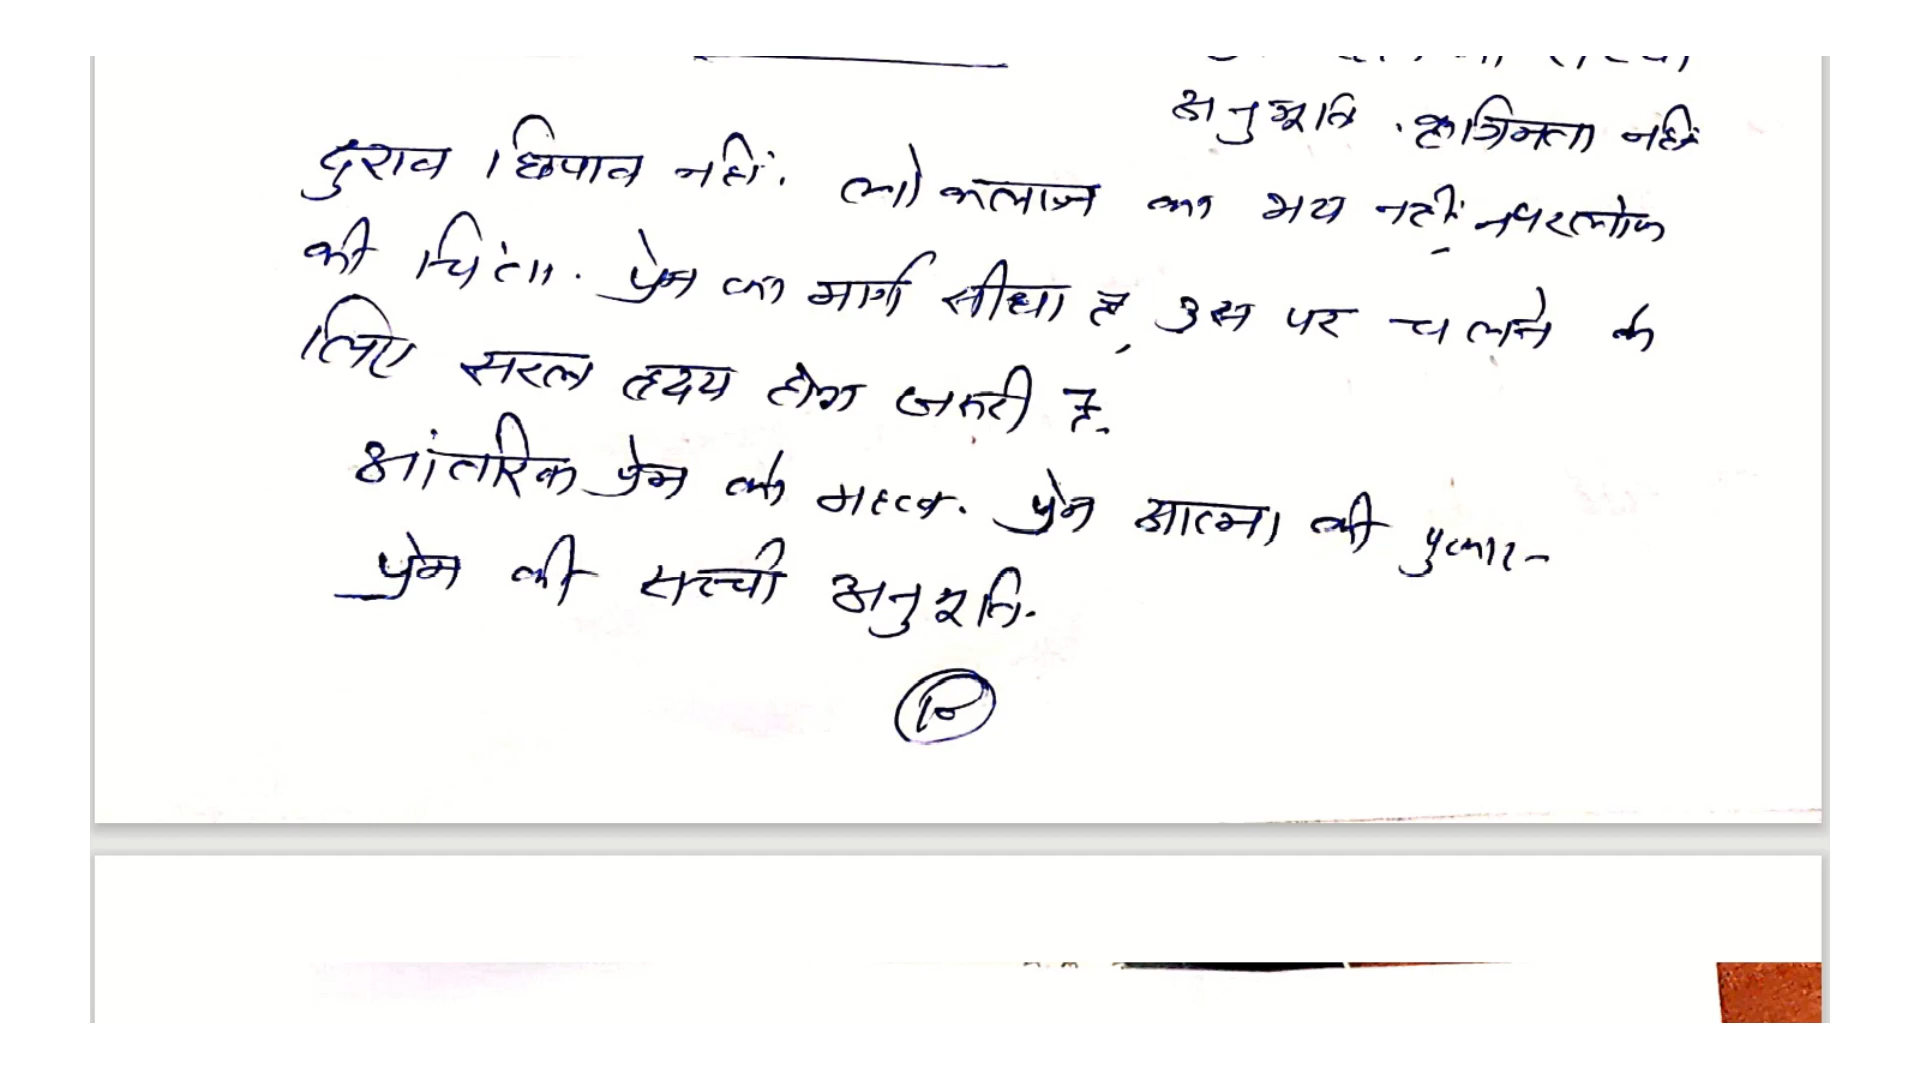 अनुभूति . कृत्रिमता नहीं
दुराव छिपाव नहीं. लोकलाज का भय नहीं, न परलोक
की चिंता. प्रेम का मार्ग सीधा है, उस पर चलने के
लिए सरल हृदय होना जरूरी है.
आंतरिक प्रेम को महत्व. प्रेम आत्मा की पुकार-
प्रेम की सच्ची अनुभूति.
10